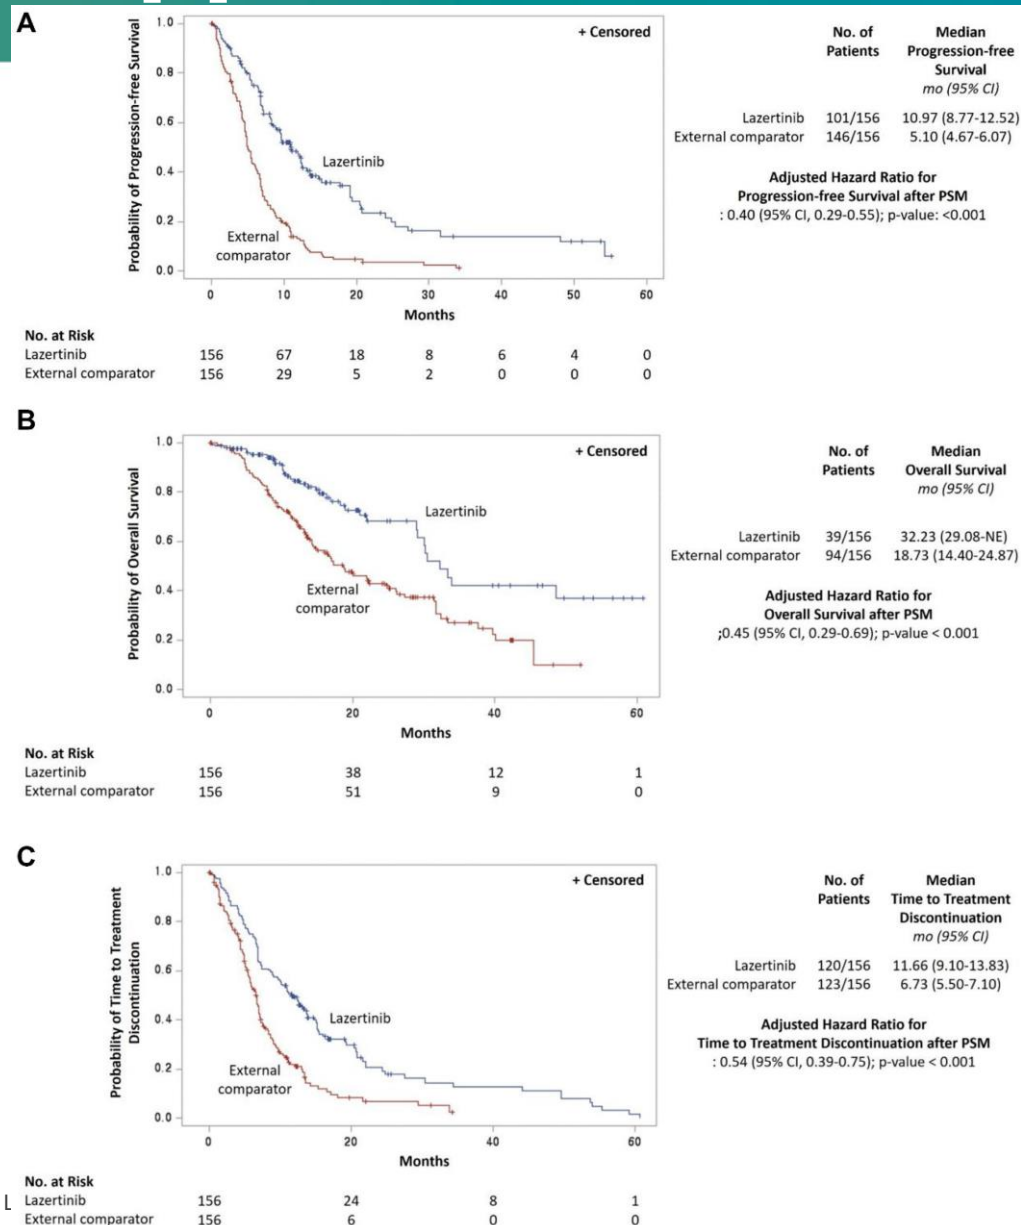 A
Probability of Progression-free Survival
1.0
0.8
0.6
0.4
0.2
0.0
+ Censored
Lazertinib
External
comparator
0 10 20 30 40 50 60
Months
No. of
Patients
Median
Progression-free
Survival
mo (95% CI)
Lazertinib 101/156 10.97 (8.77-12.52)
External comparator 146/156 5.10 (4.67-6.07)
Adjusted Hazard Ratio for
Progression-free Survival after PSM
: 0.40 (95% CI, 0.29-0.55); p-value: <0.001
No. at Risk
Lazertinib 156 67 18 8 6 4 0
External comparator 156 29 5 2 0 0 0
B
Probability of Overall Survival
1.0
0.8
0.6
0.4
0.2
0.0
+ Censored
Lazertinib
External
comparator
0 20 40 60
Months
No. of
Patients
Median
Overall Survival
mo (95% CI)
Lazertinib 39/156 32.23 (29.08-NE)
External comparator 94/156 18.73 (14.40-24.87)
Adjusted Hazard Ratio for
Overall Survival after PSM
;0.45 (95% CI, 0.29-0.69); p-value < 0.001
No. at Risk
Lazertinib 156 38 12 1
External comparator 156 51 9 0
C
Probability of Time to Treatment
Discontinuation
1.0
0.8
0.6
0.4
0.2
0.0
+ Censored
Lazertinib
External
comparator
0 20 40 60
Months
No. of
Patients
Median
Time to Treatment
Discontinuation
mo (95% CI)
Lazertinib 120/156 11.66 (9.10-13.83)
External comparator 123/156 6.73 (5.50-7.10)
Adjusted Hazard Ratio for
Time to Treatment Discontinuation after PSM
: 0.54 (95% CI, 0.39-0.75); p-value < 0.001
No. at Risk
Lazertinib 156 24 8 1
External comparator 156 6 0 0